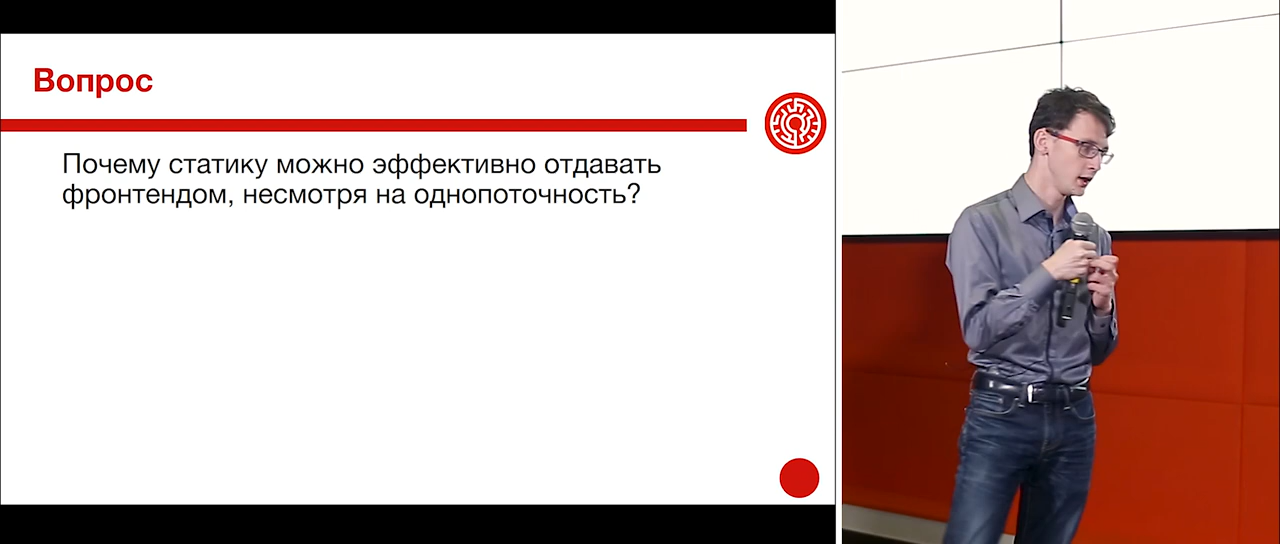 Вопрос
Почему статику можно эффективно отдавать
фронтендом, несмотря на однопоточность?